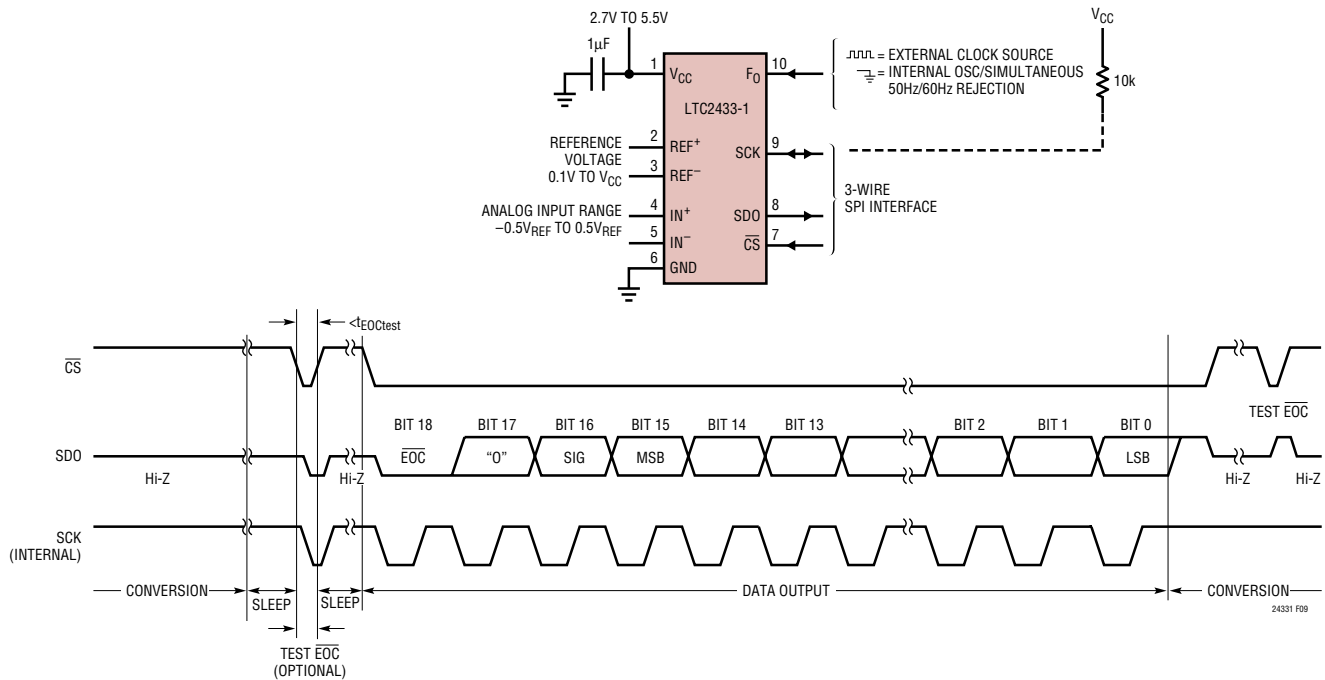 2.7V TO 5.5V
VCC
1µF
1
VCC
FO
10
= EXTERNAL CLOCK SOURCE
= INTERNAL OSC/SIMULTANEOUS
50Hz/60Hz REJECTION
10k
LTC2433-1
REFERENCE
VOLTAGE
0.1V TO VCC
2
REF+
3
REF–
SCK
9
3-WIRE
SPI INTERFACE
ANALOG INPUT RANGE
–0.5VREF TO 0.5VREF
4
IN+
5
IN–
SDO
8
CS
7
6
GND
<tEOCtest
CS
TEST EOC
BIT 18
BIT 17
BIT 16
BIT 15
BIT 14
BIT 13
BIT 2
BIT 1
BIT 0
SDO
EOC
"O"
SIG
MSB
LSB
Hi-Z
Hi-Z
Hi-Z
Hi-Z
SCK
(INTERNAL)
CONVERSION
SLEEP
SLEEP
DATA OUTPUT
CONVERSION
24331 F09
TEST EOC
(OPTIONAL)